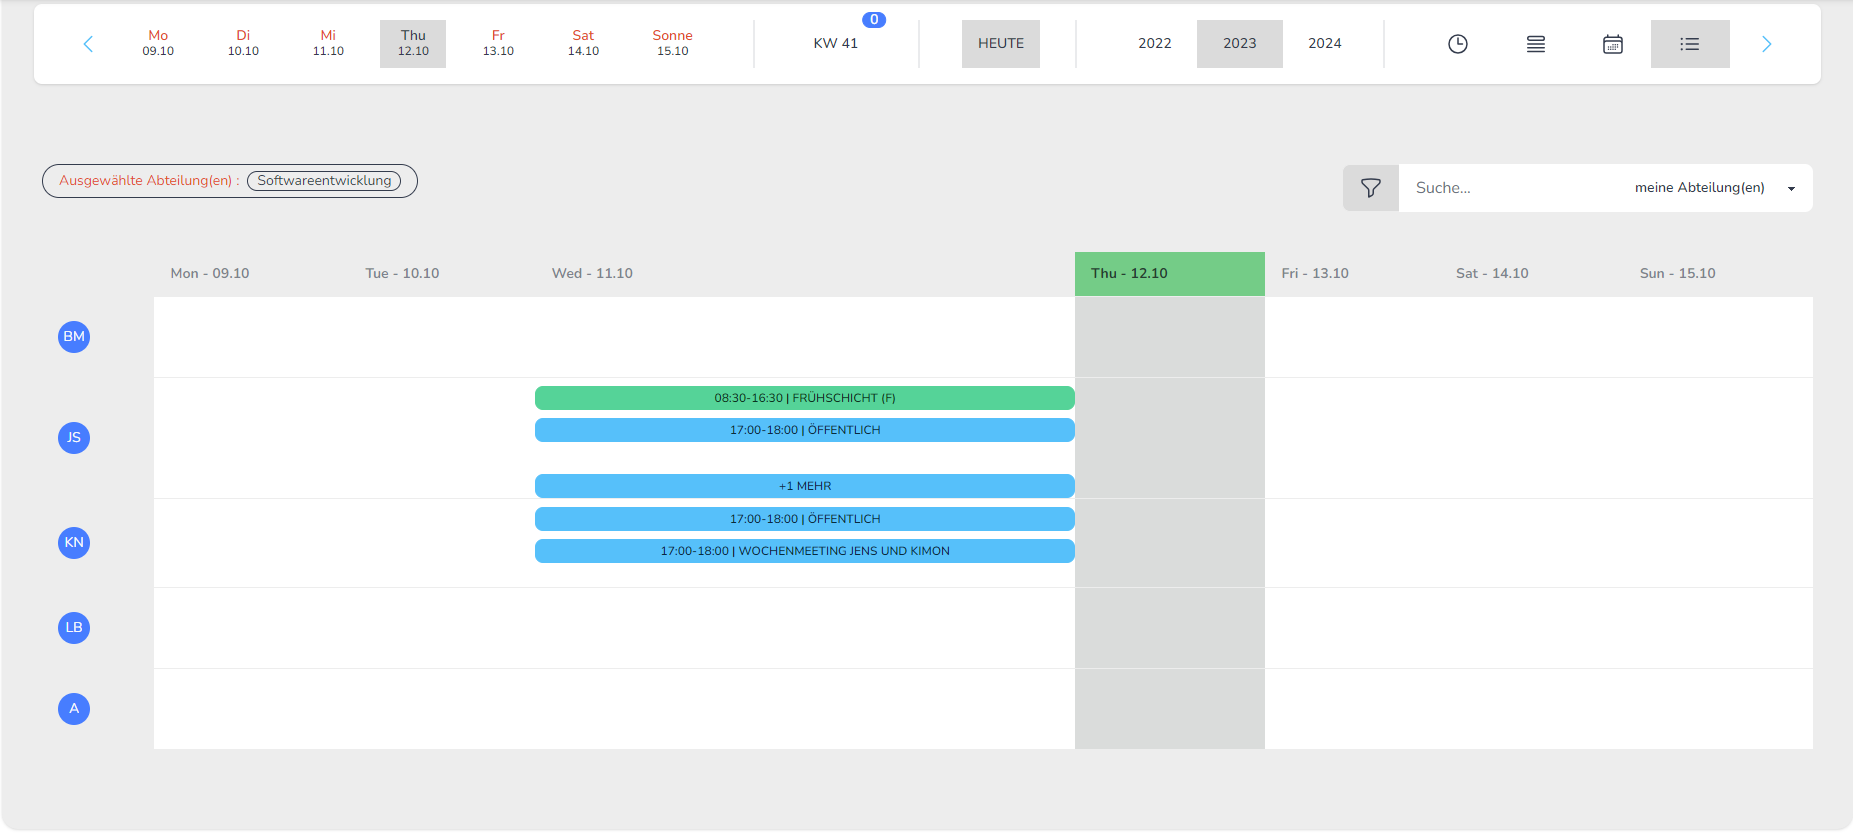 0
Mo Di Mi Thu Fr Sat Sonne
09.10 10.10 11.10 12.10 13.10 14.10 15.10
KW 41 HEUTE 2022 2023 2024
Ausgewählte Abteilung(en) : Softwareentwicklung
Suche... meine Abteilung(en)
Mon - 09.10 Tue - 10.10 Wed - 11.10 Thu - 12.10 Fri - 13.10 Sat - 14.10 Sun - 15.10
BM
08:30-16:30 | FRÜHSCHICHT (F)
17:00-18:00 | ÖFFENTLICH
JS
+1 MEHR
17:00-18:00 | ÖFFENTLICH
KN
17:00-18:00 | WOCHENMEETING JENS UND KIMON
LB
A